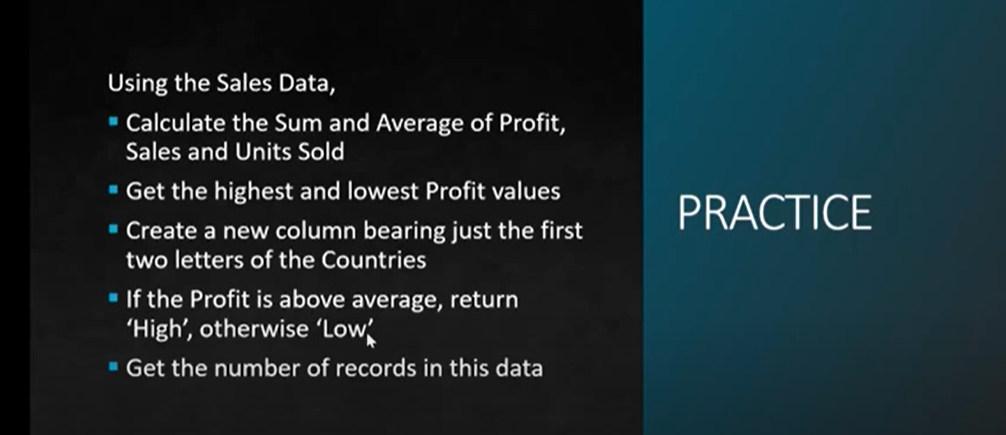 Using the Sales Data,
▪ Calculate the Sum and Average of Profit,
Sales and Units Sold
▪ Get the highest and lowest Profit values
▪ Create a new column bearing just the first
two letters of the Countries
▪ If the Profit is above average, return
‘High’, otherwise ‘Low’
▪ Get the number of records in this data
PRACTICE